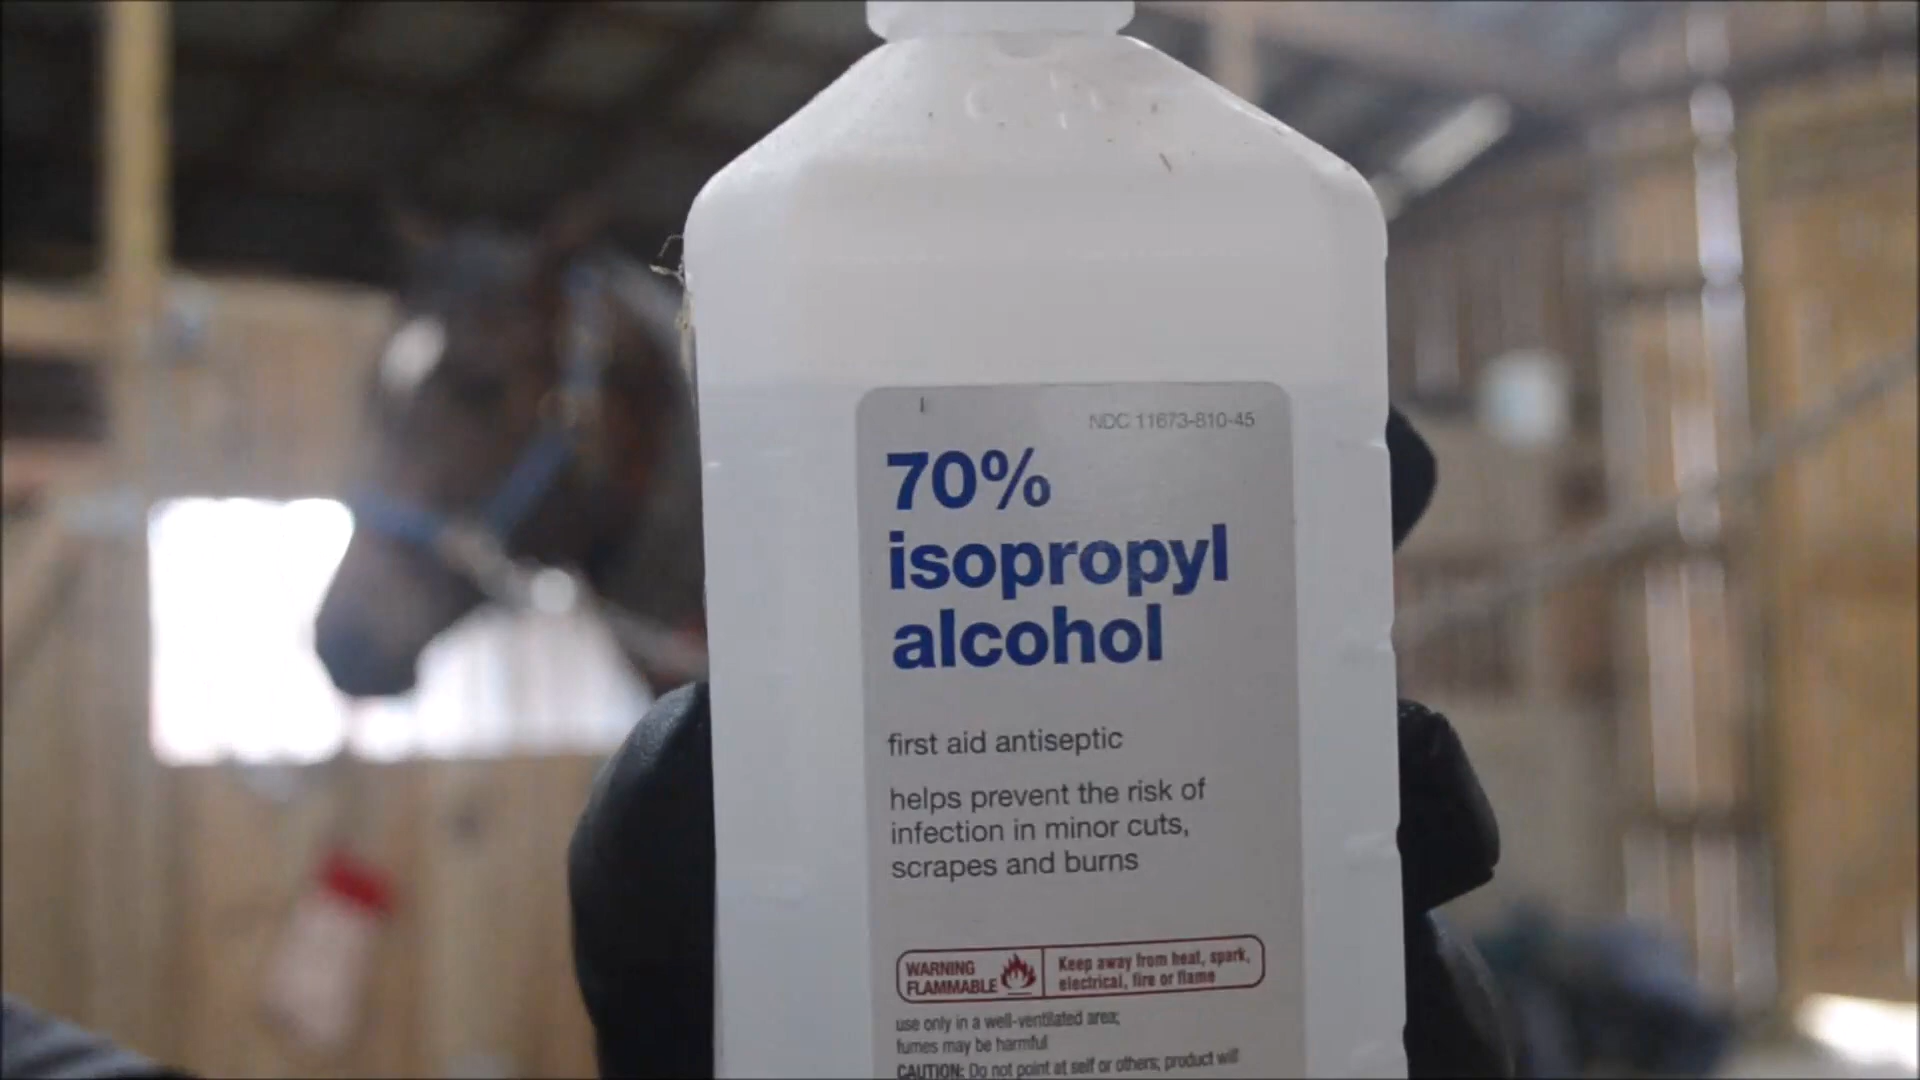 NDC 11673-810-45
70%
isopropyl
alcohol
first aid antiseptic
helps prevent the risk of
infection in minor cuts,
scrapes and burns
WARNING
FLAMMABLE
Keep away from heat, spark,
electrical, fire or flame
use only in a well-ventilated area;
fumes may be harmful
CAUTION: Do not point at self or others; product will